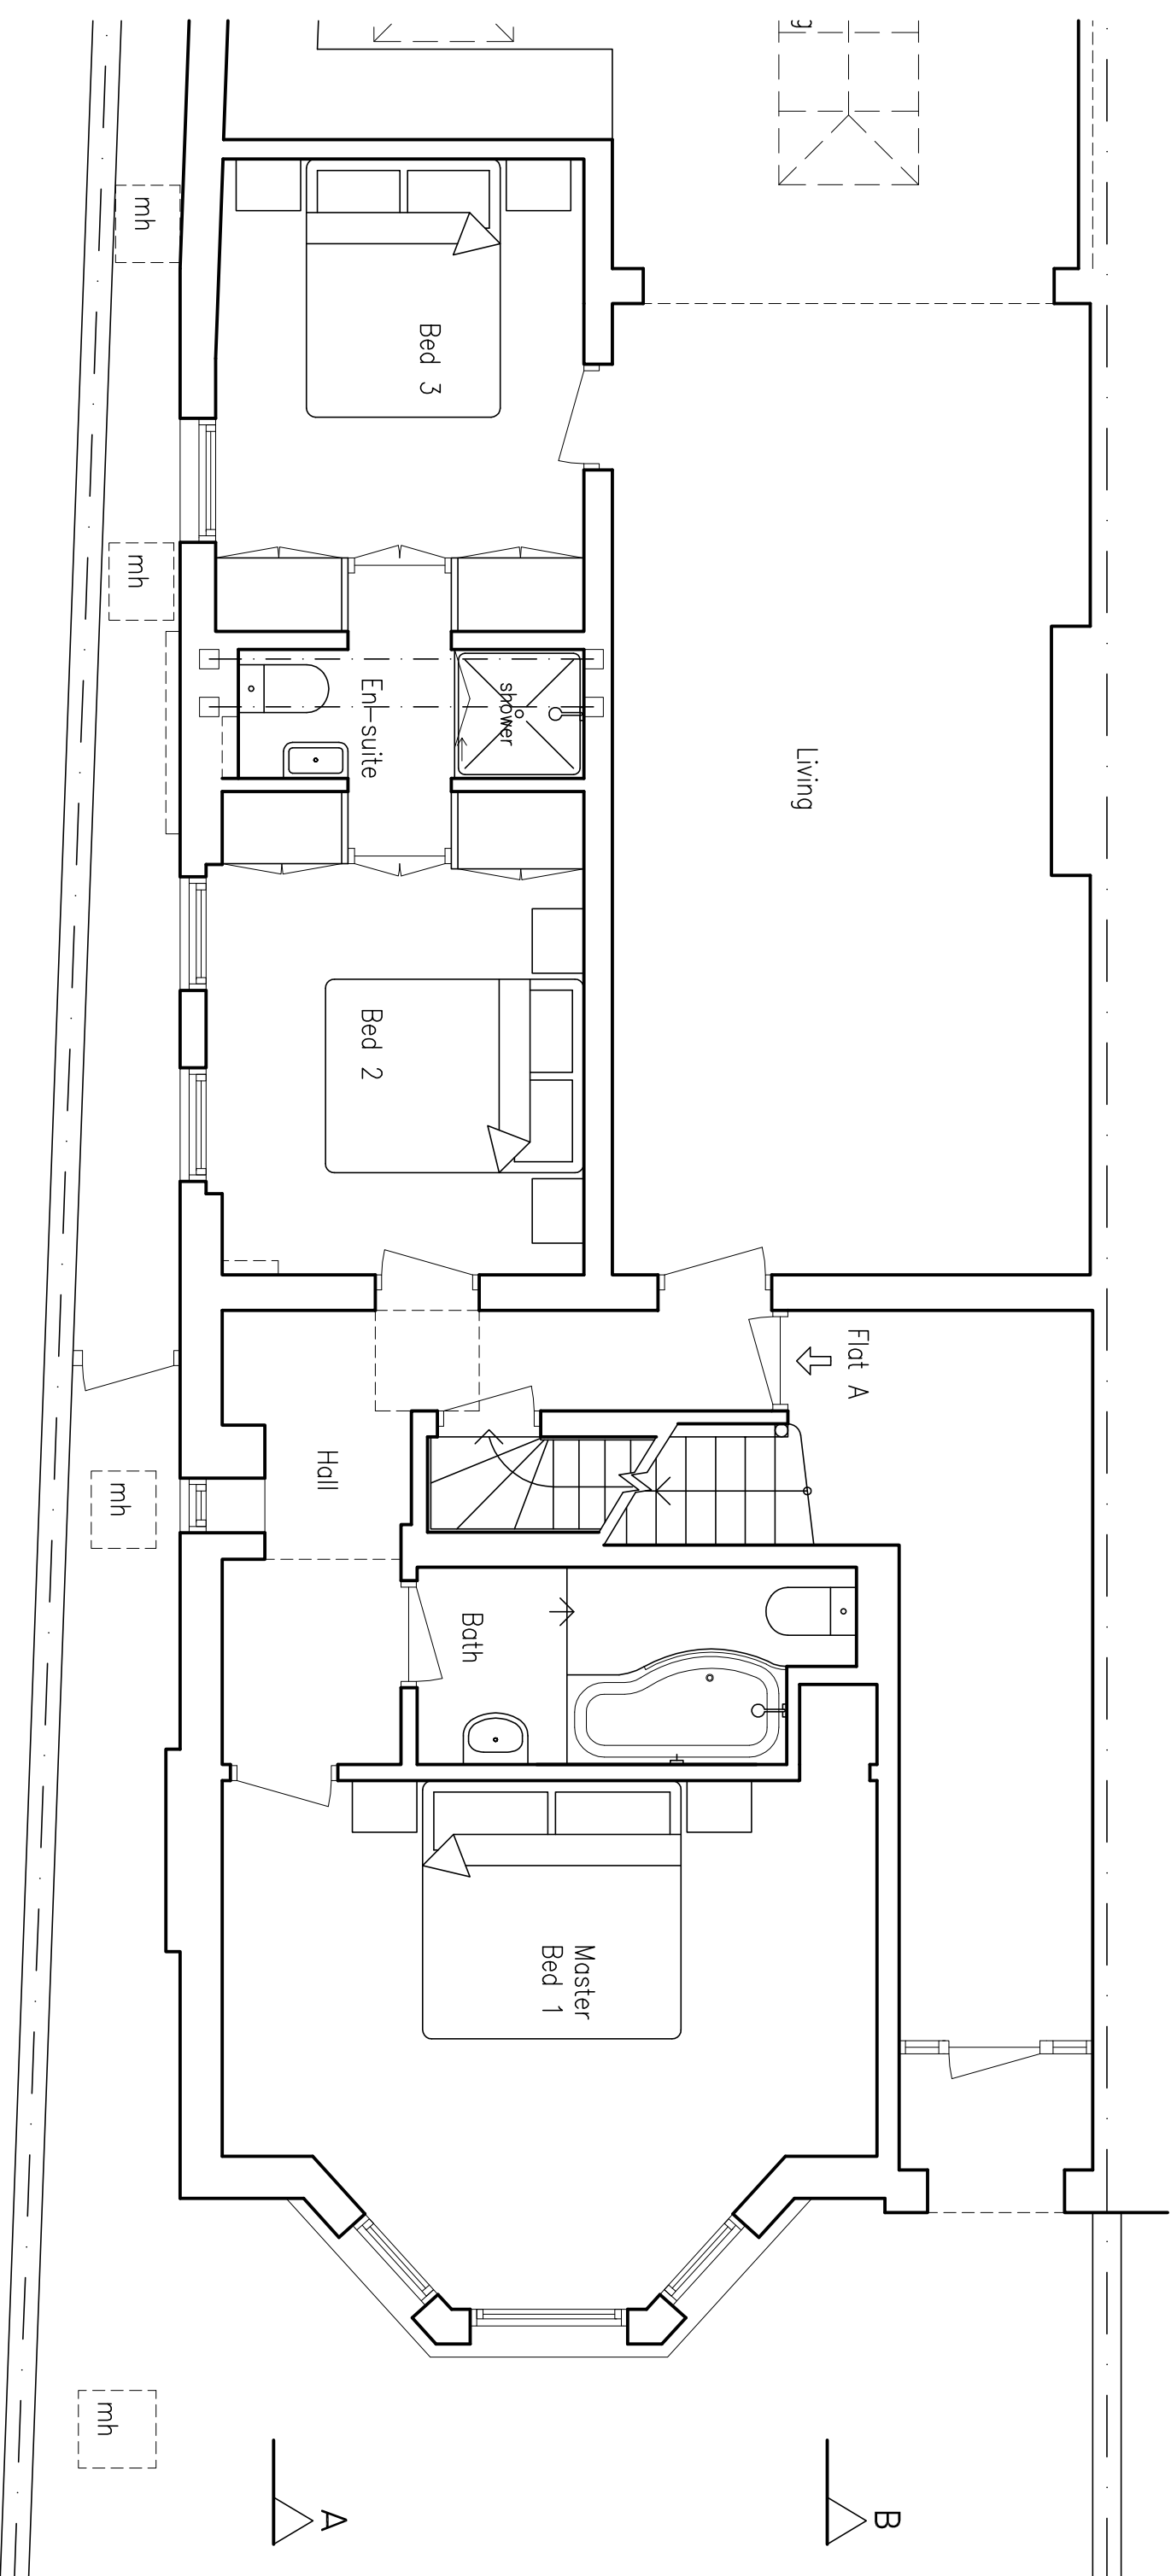 g
mh
Bed 3
mh
En-suite
shower
Living
Bed 2
Flat A
Hall
mh
Bath
Master
Bed 1
mh
A
B